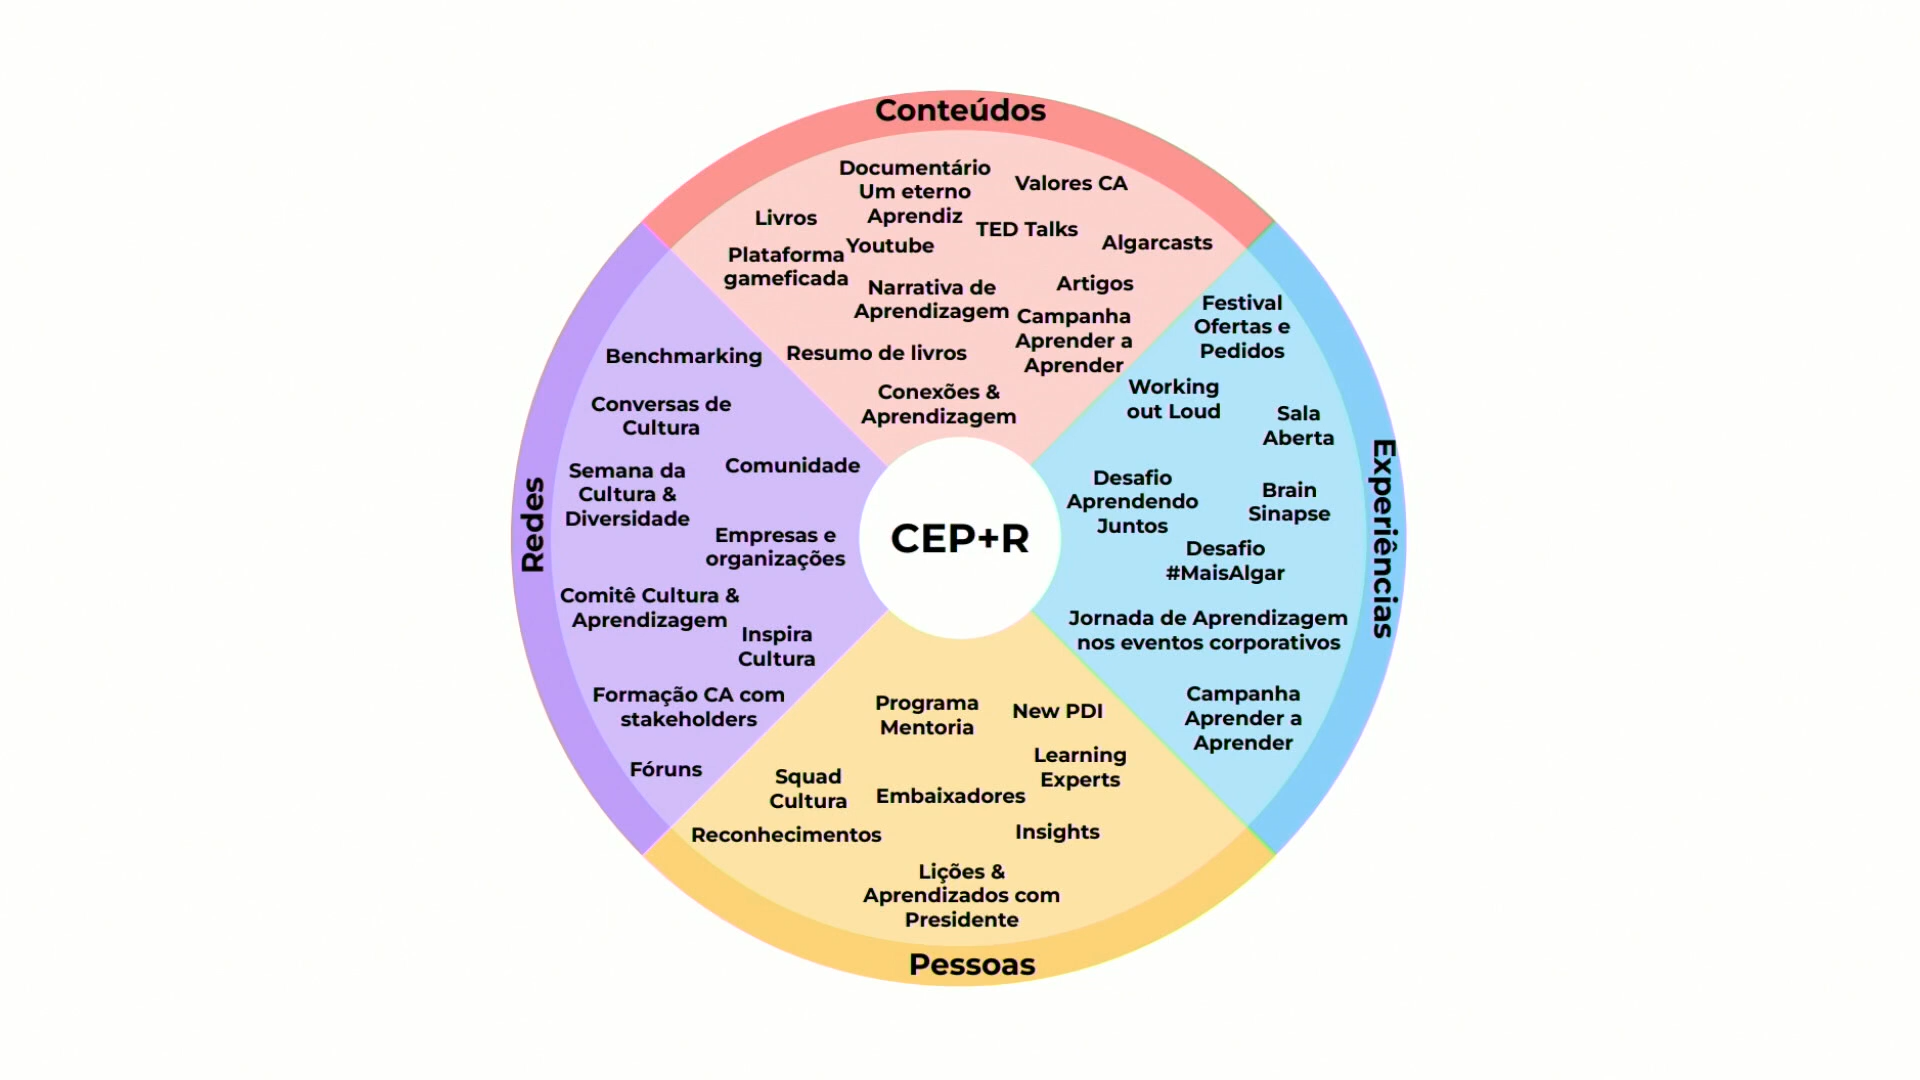 Conteúdos
Documentário
Um eterno
Aprendiz
Valores CA
Livros
TED Talks
Youtube
Algarcasts
Plataforma
gameficada
Narrativa de
Aprendizagem
Artigos
Campanha
Aprender a
Aprender
Resumo de livros
Conexões &
Aprendizagem
Experiências
Festival
Ofertas e
Pedidos
Working
out Loud
Sala
Aberta
Desafio
Aprendendo
Juntos
Brain
Sinapse
Desafio
#MaisAlgar
Jornada de Aprendizagem
nos eventos corporativos
Campanha
Aprender a
Aprender
Pessoas
Programa
Mentoria
New PDI
Learning
Experts
Squad
Cultura
Embaixadores
Reconhecimentos
Insights
Lições &
Aprendizados com
Presidente
Redes
Benchmarking
Conversas de
Cultura
Comunidade
Semana da
Cultura &
Diversidade
Empresas e
organizações
Comitê Cultura &
Aprendizagem
Inspira
Cultura
Formação CA com
stakeholders
Fóruns
CEP+R